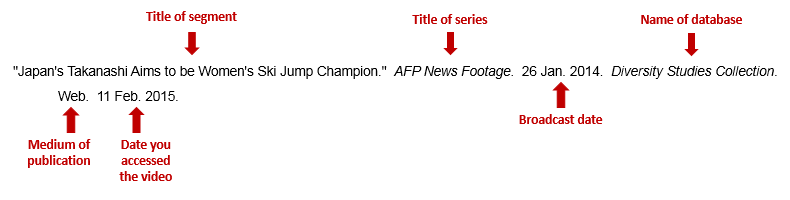 Title of segment Title of series Name of database
"Japan's Takanashi Aims to be Women's Ski Jump Champion." AFP News Footage. 26 Jan. 2014. Diversity Studies Collection.
Web. 11 Feb. 2015.
Broadcast date
Medium of
publication
Date you
accessed
the video